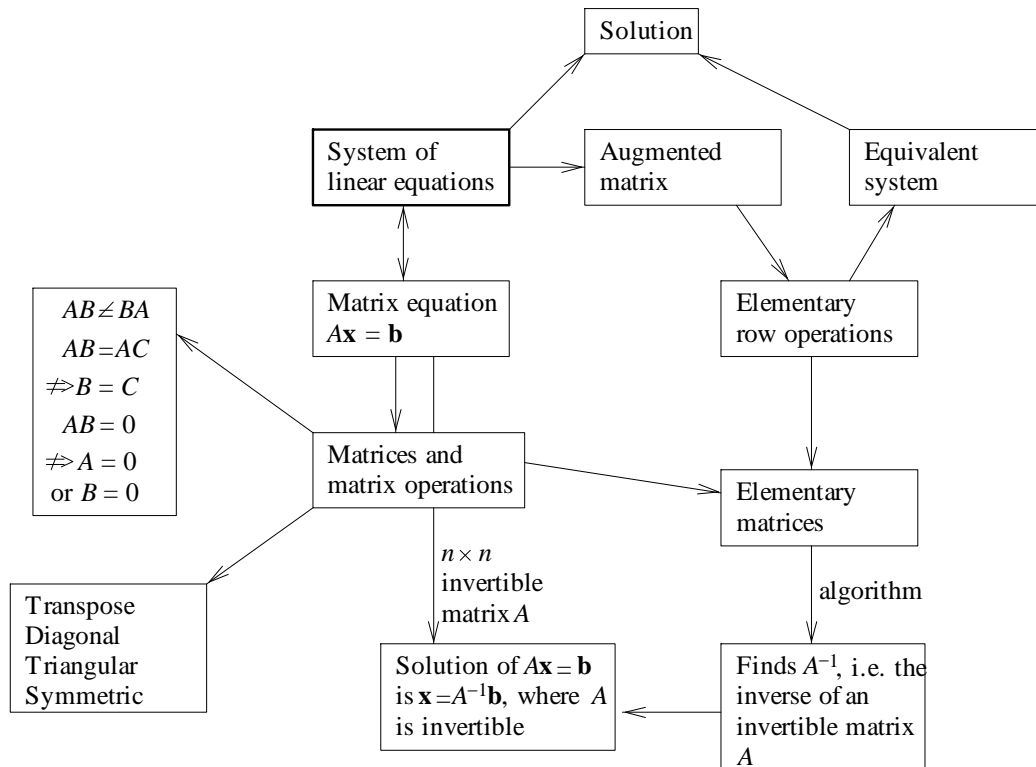 Solution
System of
linear equations
Augmented
matrix
Equivalent
system
Matrix equation
Ax = b
Elementary
row operations
AB ≠ BA
AB = AC
⇏ B = C
AB = 0
⇏ A = 0
or B = 0
Matrices and
matrix operations
Elementary
matrices
n × n
invertible
matrix A
algorithm
Transpose
Diagonal
Triangular
Symmetric
Solution of Ax = b
is x = A⁻¹b, where A
is invertible
Finds A⁻¹, i.e. the
inverse of an
invertible matrix
A